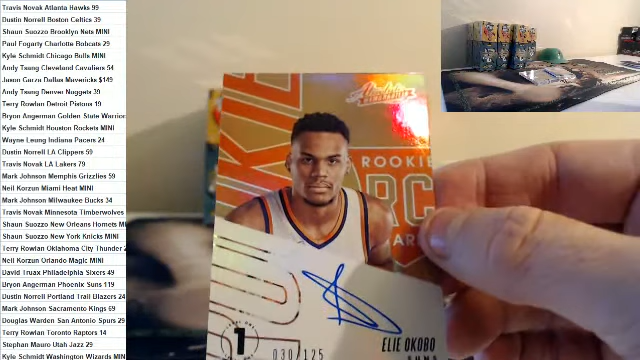 Travis Novak Atlanta Hawks 99
Dustin Norrell Boston Celtics 39
Shaun Suozzo Brooklyn Nets MINI
Paul Fogarty Charlotte Bobcats 29
Kyle Schmidt Chicago Bulls MINI
Andy Tsang Cleveland Cavaliers 54
Jason Garza Dallas Mavericks $149
Andy Tsang Denver Nuggets 39
Terry Rowlan Detroit Pistons 19
Bryon Angerman Golden State Warrior
Kyle Schmidt Houston Rockets MINI
Wayne Leung Indiana Pacers 24
Dustin Norrell LA Clippers 59
Travis Novak LA Lakers 79
Mark Johnson Memphis Grizzlies 59
Neil Korzun Miami Heat MINI
Mark Johnson Milwaukee Bucks 34
Travis Novak Minnesota Timberwolves
Shaun Suozzo New Orleans Hornets M
Shaun Suozzo New York Knicks MINI
Terry Rowlan Oklahoma City Thunder 2
Neil Korzun Orlando Magic MINI
David Truax Philadelphia Sixers 49
Bryon Angerman Phoenix Suns 119
Dustin Norrell Portland Trail Blazers 24
Mark Johnson Sacramento Kings 69
Douglas Warden San Antonio Spurs 29
Terry Rowlan Toronto Raptors 14
Stephan Mauro Utah Jazz 29
Kyle Schmidt Washington Wizards MIN
Absolute
ROOKIE
RC
1
030/125
ELIE OKOBO
SUNS